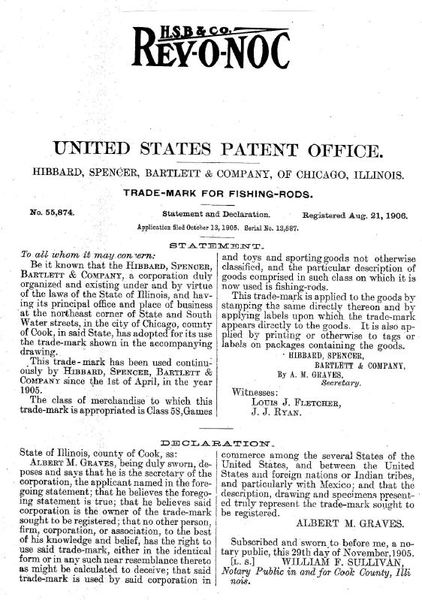 H.S.B.& CO.
REV-O-NOC
UNITED STATES PATENT OFFICE.
HIBBARD, SPENCER, BARTLETT & COMPANY, OF CHICAGO, ILLINOIS.
TRADE-MARK FOR FISHING-RODS.
No. 55,874. Statement and Declaration. Registered Aug. 21, 1906.
Application filed October 13, 1905. Serial No. 13,887.
STATEMENT.
To all whom it may concern:
Be it known that the HIBBARD, SPENCER,
BARTLETT & COMPANY, a corporation duly
organized and existing under and by virtue
of the laws of the State of Illinois, and hav-
ing its principal office and place of business
at the northeast corner of State and South
Water streets, in the city of Chicago, county
of Cook, in said State, has adopted for its use
the trade-mark shown in the accompanying
drawing.
This trade-mark has been used continu-
ously by HIBBARD, SPENCER, BARTLETT &
COMPANY since the 1st of April, in the year
1905.
The class of merchandise to which this
trade-mark is appropriated is Class 58, Games
and toys and sporting goods not otherwise
classified, and the particular description of
goods comprised in such class on which it is
now used is fishing-rods.
This trade-mark is applied to the goods by
stamping the same directly thereon and by
applying labels upon which the trade-mark
appears directly to the goods. It is also ap-
plied by printing or otherwise to tags or
labels on packages containing the goods.
HIBBARD, SPENCER,
BARTLETT & COMPANY,
By A. M. GRAVES,
Secretary.
Witnesses:
LOUIS J. FLETCHER,
J. J. RYAN.
DECLARATION.
State of Illinois, county of Cook, ss:
ALBERT M. GRAVES, being duly sworn, de-
poses and says that he is the secretary of the
corporation, the applicant named in the fore-
going statement; that he believes the forego-
ing statement is true; that he believes said
corporation is the owner of the trade-mark
sought to be registered; that no other person,
firm, corporation, or association, to the best
of his knowledge and belief, has the right to
use said trade-mark, either in the identical
form or in any such near resemblance thereto
as might be calculated to deceive; that said
trade-mark is used by said corporation in
commerce among the several States of the
United States, and between the United
States and foreign nations or Indian tribes,
and particularly with Mexico; and that the
description, drawing and specimens present-
ed truly represent the trade-mark sought to
be registered.
ALBERT M. GRAVES.
Subscribed and sworn to before me, a no-
tary public, this 29th day of November, 1905.
[L. S.] WILLIAM F. SULLIVAN,
Notary Public in and for Cook County, Illi
nois.